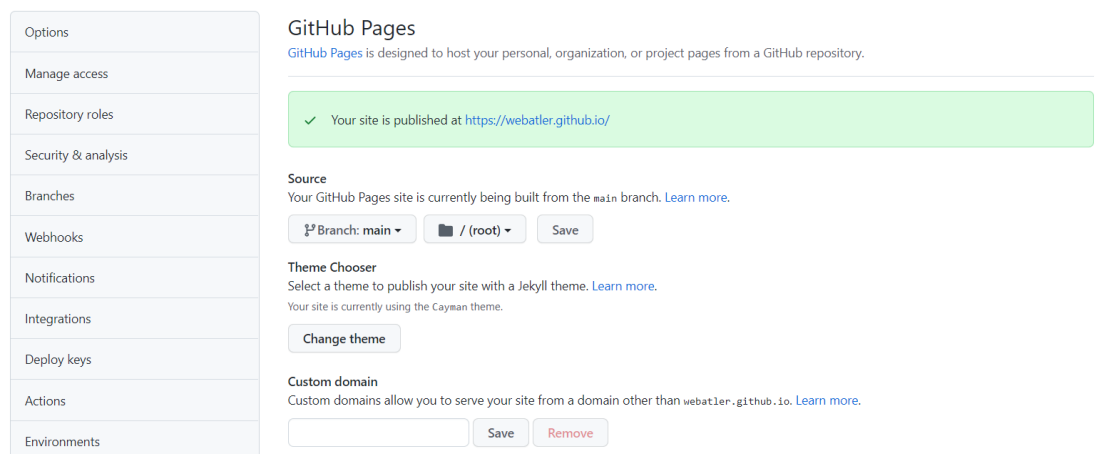 Options
Manage access
Repository roles
Security & analysis
Branches
Webhooks
Notifications
Integrations
Deploy keys
Actions
Environments
GitHub Pages
GitHub Pages is designed to host your personal, organization, or project pages from a GitHub repository.
Your site is published at https://webatler.github.io/
Source
Your GitHub Pages site is currently being built from the main branch. Learn more.
Branch: main / (root) Save
Theme Chooser
Select a theme to publish your site with a Jekyll theme. Learn more.
Your site is currently using the Cayman theme.
Change theme
Custom domain
Custom domains allow you to serve your site from a domain other than webatler.github.io. Learn more.
Save Remove